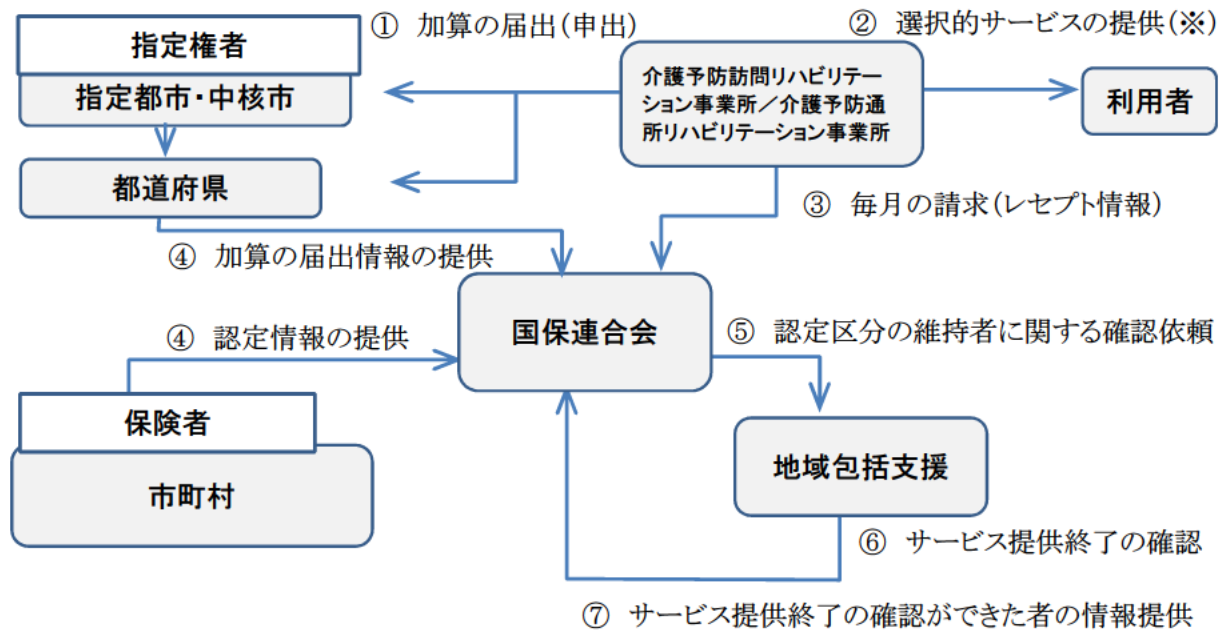 ① 加算の届出(申出)
② 選択的サービスの提供(※)
指定権者
指定都市・中核市
介護予防訪問リハビリテー
ション事業所／介護予防通
所リハビリテーション事業所
利用者
都道府県
③ 毎月の請求(レセプト情報)
④ 加算の届出情報の提供
国保連合会
④ 認定情報の提供
⑤ 認定区分の維持者に関する確認依頼
保険者
市町村
地域包括支援
⑥ サービス提供終了の確認
⑦ サービス提供終了の確認ができた者の情報提供